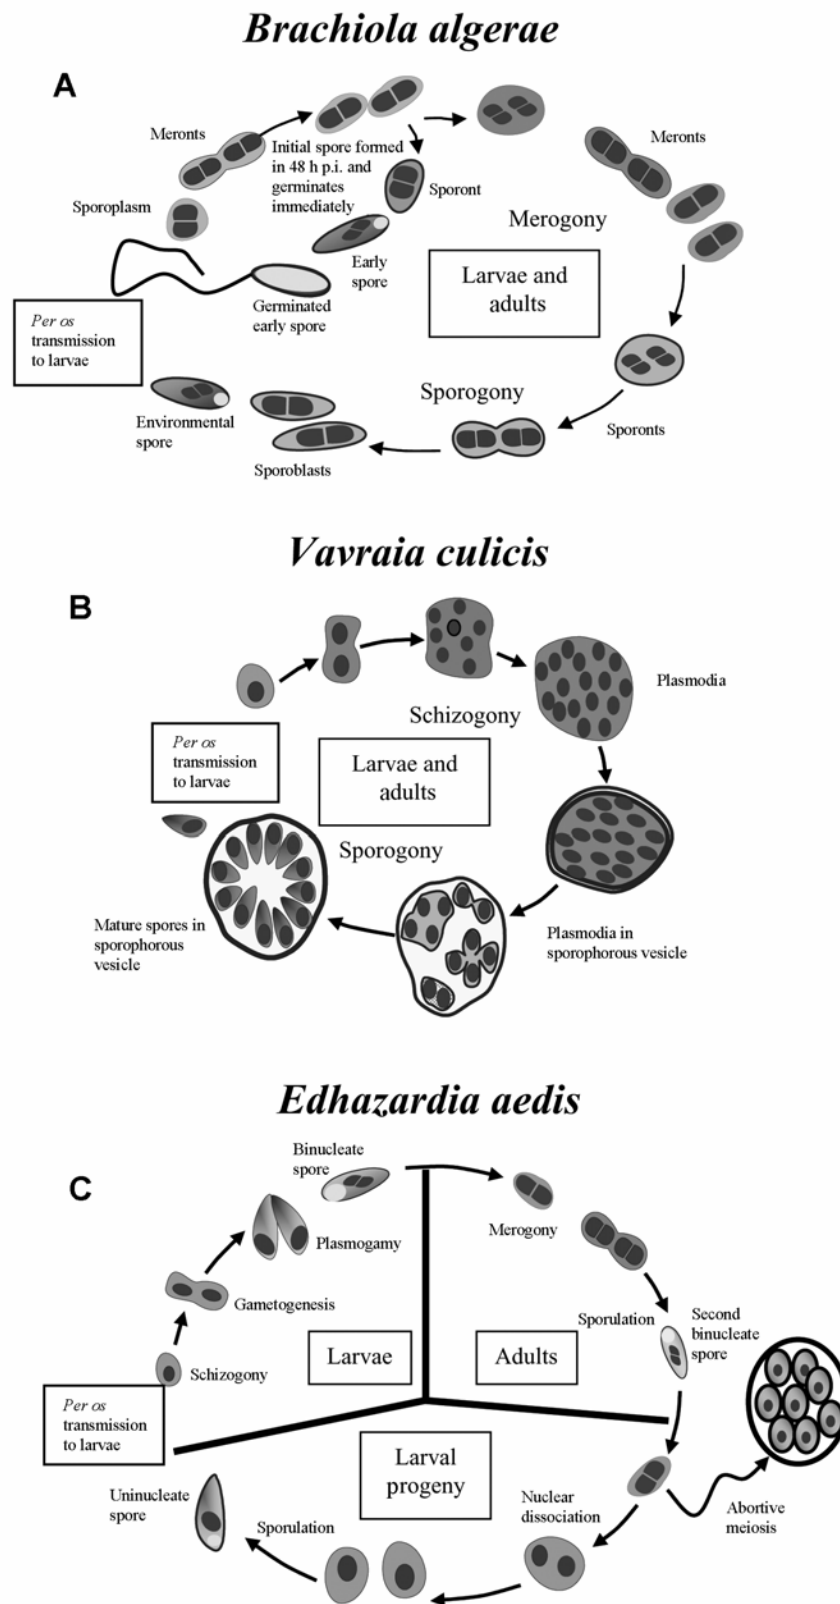 Brachiola algerae
A
Meronts
Initial spore formed
in 48 h p.i. and
germinates
immediately
Sporont
Meronts
Sporoplasm
Merogony
Early
spore
Larvae and
adults
Germinated
early spore
Per os
transmission
to larvae
Sporogony
Environmental
spore
Sporonts
Sporoblasts
Vavraia culicis
B
Plasmodia
Schizogony
Per os
transmission
to larvae
Larvae and
adults
Sporogony
Mature spores in
sporophorous
vesicle
Plasmodia in
sporophorous vesicle
Edhazardia aedis
C
Binucleate
spore
Merogony
Plasmogamy
Gametogenesis
Sporulation
Second
binucleate
spore
Larvae
Adults
Schizogony
Per os
transmission
to larvae
Larval
progeny
Uninucleate
spore
Nuclear
dissociation
Abortive
meiosis
Sporulation